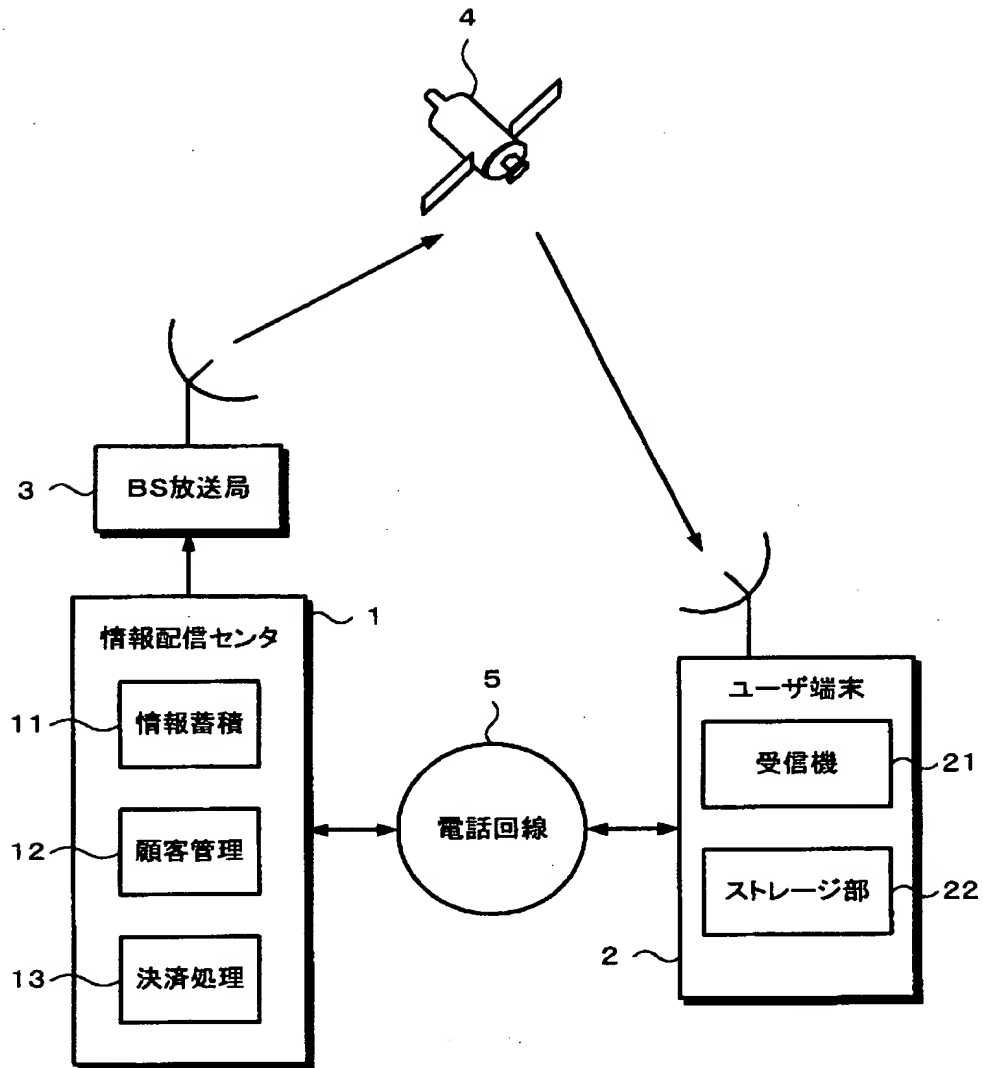 4
3
BS放送局
1
情報配信センタ
11
情報蓄積
12
顧客管理
13
決済処理
5
電話回線
ユーザ端末
受信機
21
ストレージ部
22
2